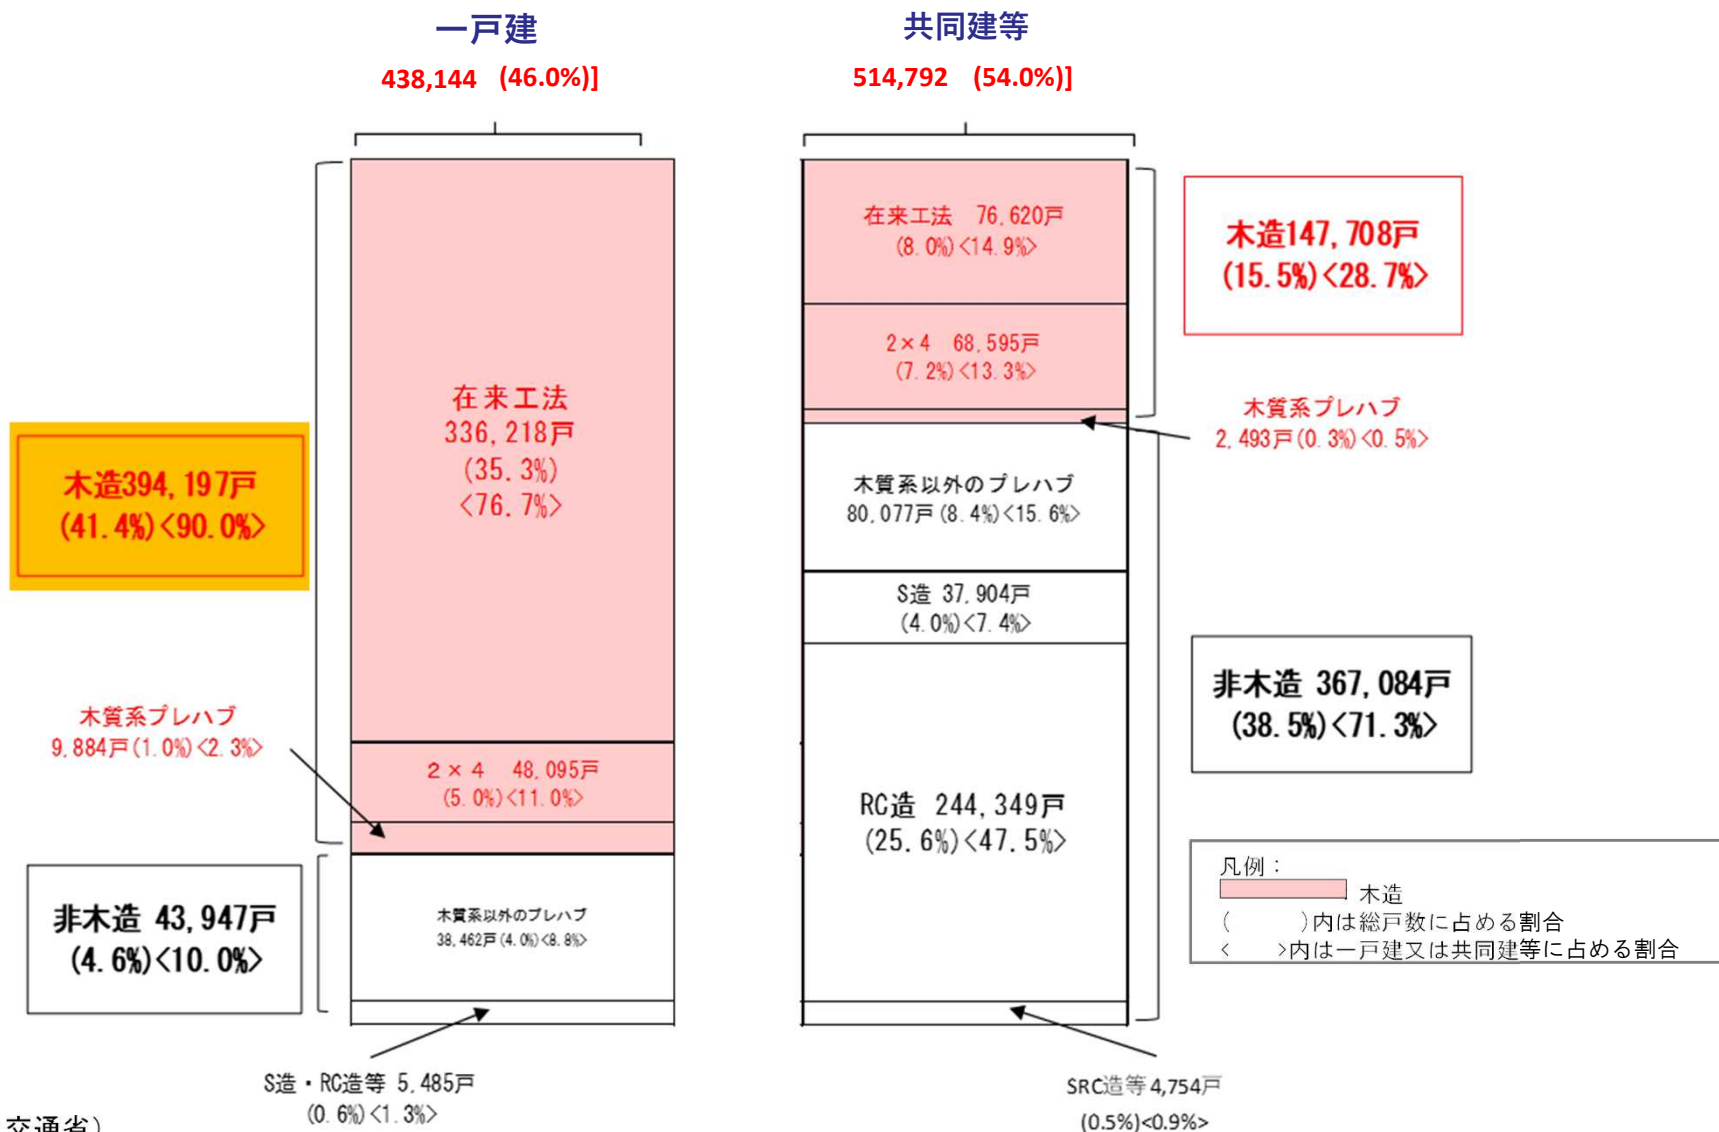 一戸建
438,144 (46.0%)]
共同建等
514,792 (54.0%)]
在来工法
336,218戸
(35.3%)
<76.7%>
木造394,197戸
(41.4%)<90.0%>
木質系プレハブ
9,884戸(1.0%)<2.3%>
2×4 48,095戸
(5.0%)<11.0%>
非木造 43,947戸
(4.6%)<10.0%>
木質系以外のプレハブ
38,462戸(4.0%)<8.8%>
S造・RC造等 5,485戸
(0.6%)<1.3%>
在来工法 76,620戸
(8.0%)<14.9%>
2×4 68,595戸
(7.2%)<13.3%>
木造147,708戸
(15.5%)<28.7%>
木質系プレハブ
2,493戸(0.3%)<0.5%>
木質系以外のプレハブ
80,077戸(8.4%)<15.6%>
S造 37,904戸
(4.0%)<7.4%>
RC造 244,349戸
(25.6%)<47.5%>
非木造 367,084戸
(38.5%)<71.3%>
SRC造等4,754戸
(0.5%)<0.9%>
凡例：
木造
( )内は総戸数に占める割合
< >内は一戸建又は共同建等に占める割合
交通省）